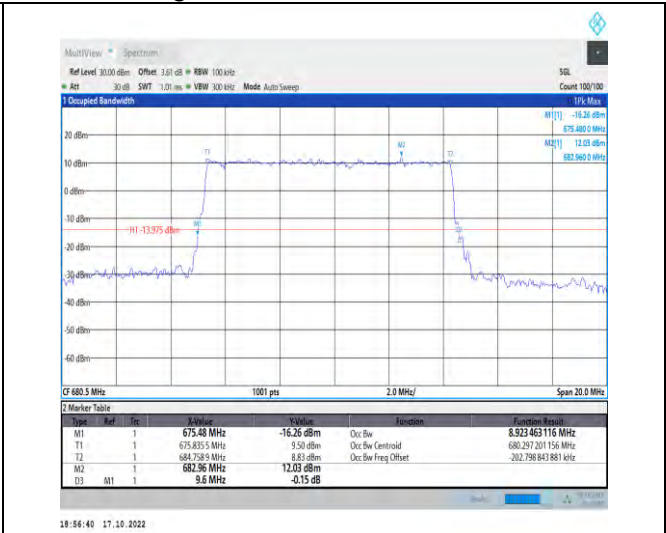 MultiView Spectrum
Ref Level 30.00 dBm Offset 3.61 dB RBW 100 kHz SGL
Att 30 dB SWT 1.01 ms VBW 300 kHz Mode Auto Sweep Count 100/100
1 Occupied Bandwidth 1Pk Max
M1[1] -16.26 dBm
675.4800 MHz
M2[1] 12.03 dBm
682.9600 MHz
20 dBm
M2
T1 T2
10 dBm
0 dBm
-10 dBm
M1
H1 -13.975 dBm
-20 dBm
-30 dBm
-40 dBm
-50 dBm
-60 dBm
CF 680.5 MHz 1001 pts 2.0 MHz/ Span 20.0 MHz
2 Marker Table
Type Ref Trc X-Value Y-Value Function Function Result
M1 1 675.48 MHz -16.26 dBm Occ Bw 8.923 463 116 MHz
T1 1 675.835 5 MHz 9.50 dBm Occ Bw Centroid 680.297 201 156 MHz
T2 1 684.758 9 MHz 8.83 dBm Occ Bw Freq Offset -202.798 843 881 kHz
M2 1 682.96 MHz 12.03 dBm
D3 M1 1 9.6 MHz -0.15 dB
18:56:40 17.10.2022